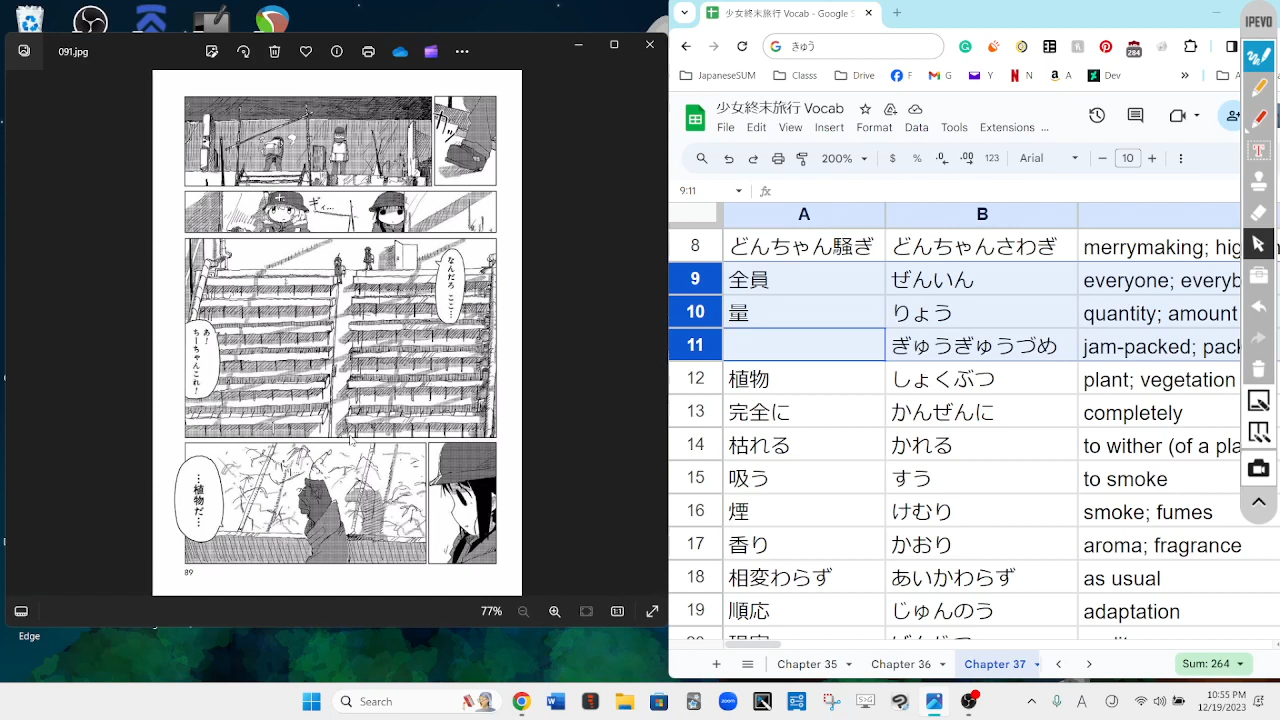 091.jpg
カッ
ギィ…
なんだろ ここ…
あ！
ちーちゃんこれ！
…植物だ…
89
77%
1:1
Edge
少女終末旅行 Vocab - Google S
きゅう
284
JapaneseSUM
Classs
Drive
F
G
Y
N
A
Dev
少女終末旅行 Vocab
File Edit View Insert Format Data Tools Extensions ...
200%
$ % .0 .00 123 Arial 10
9:11
fx
A B
8 どんちゃん騒ぎ どんちゃんさわぎ merrymaking; hig
9 全員 ぜんいん everyone; everyb
10 量 りょう quantity; amount
11 ぎゅうぎゅうづめ jam-packed; pack
12 植物 しょくぶつ plant; vegetation
13 完全に かんぜんに completely
14 枯れる かれる to wither (of a pla
15 吸う すう to smoke
16 煙 けむり smoke; fumes
17 香り かおり aroma; fragrance
18 相変わらず あいかわらず as usual
19 順応 じゅんのう adaptation
Chapter 35 Chapter 36 Chapter 37
Sum: 264
IPEVO
T
Search
zoom
A
10:55 PM
12/19/2023